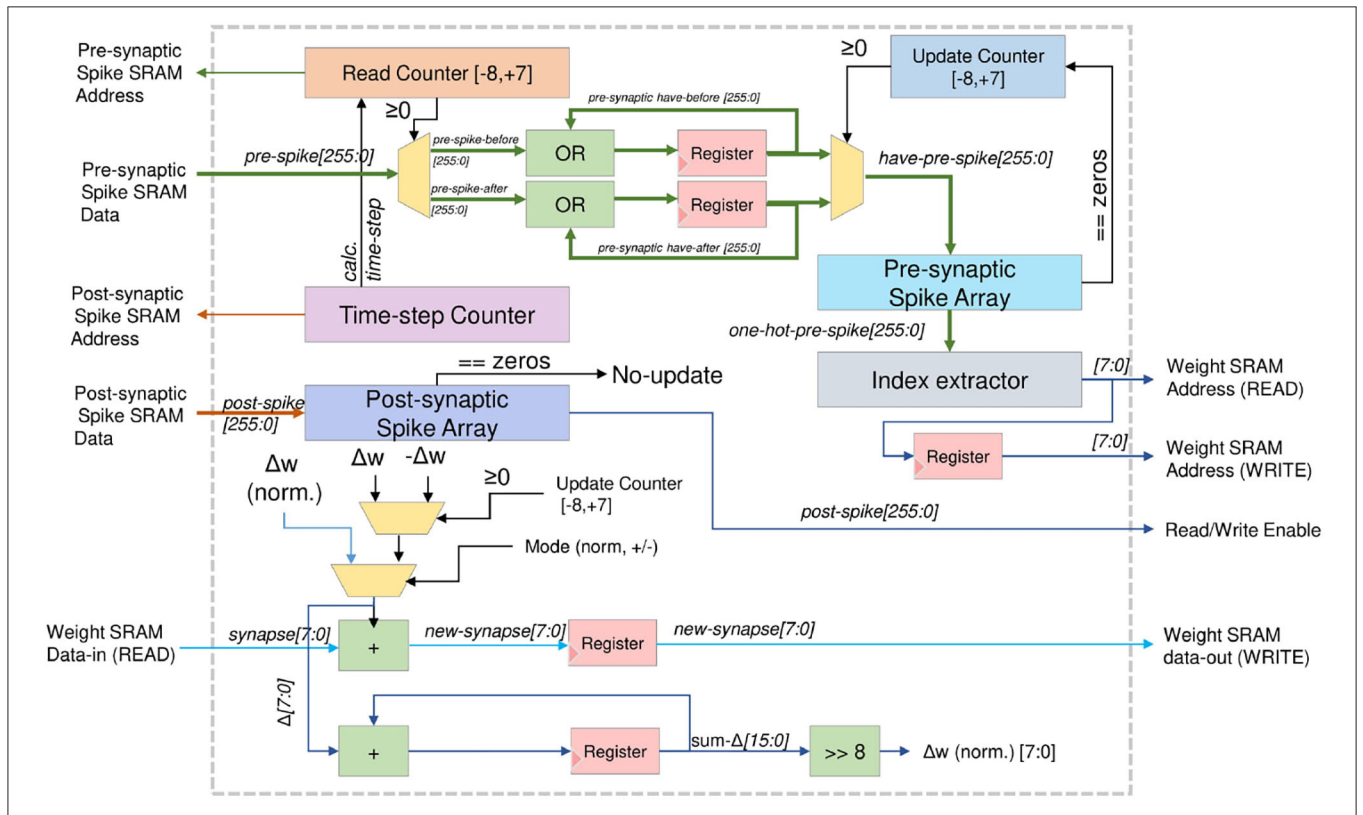 Pre-synaptic
Spike SRAM
Address
Read Counter [-8,+7]
≥0
≥0
Update Counter
[-8,+7]
pre-synaptic have-before [255:0]
Pre-synaptic
Spike SRAM
Data
pre-spike[255:0]
pre-spike-before
[255:0]
OR
Register
have-pre-spike[255:0]
== zeros
pre-spike-after
[255:0]
OR
Register
pre-synaptic have-after [255:0]
calc.
time-step
Pre-synaptic
Spike Array
Post-synaptic
Spike SRAM
Address
Time-step Counter
one-hot-pre-spike[255:0]
== zeros
No-update
Index extractor
[7:0]
Weight SRAM
Address (READ)
Post-synaptic
Spike SRAM
Data
post-spike
[255:0]
Post-synaptic
Spike Array
Register
[7:0]
Weight SRAM
Address (WRITE)
Δw
(norm.)
Δw
-Δw
≥0
Update Counter
[-8,+7]
post-spike[255:0]
Read/Write Enable
Mode (norm, +/-)
Weight SRAM
Data-in (READ)
synapse[7:0]
+
new-synapse[7:0]
Register
new-synapse[7:0]
Weight SRAM
data-out (WRITE)
Δ[7:0]
+
Register
sum-Δ[15:0]
>> 8
Δw (norm.) [7:0]